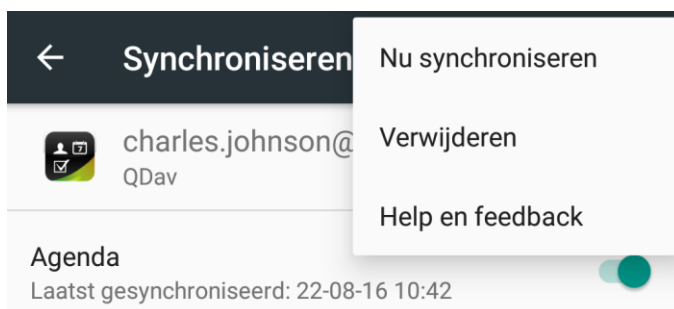 Synchroniseren
Nu synchroniseren
charles.johnson@
QDav
Verwijderen
Help en feedback
Agenda
Laatst gesynchroniseerd: 22-08-16 10:42